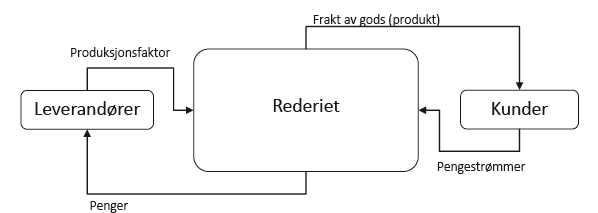 Frakt av gods (produkt)
Produksjonsfaktor
Leverandører
Rederiet
Kunder
Pengestrømmer
Penger